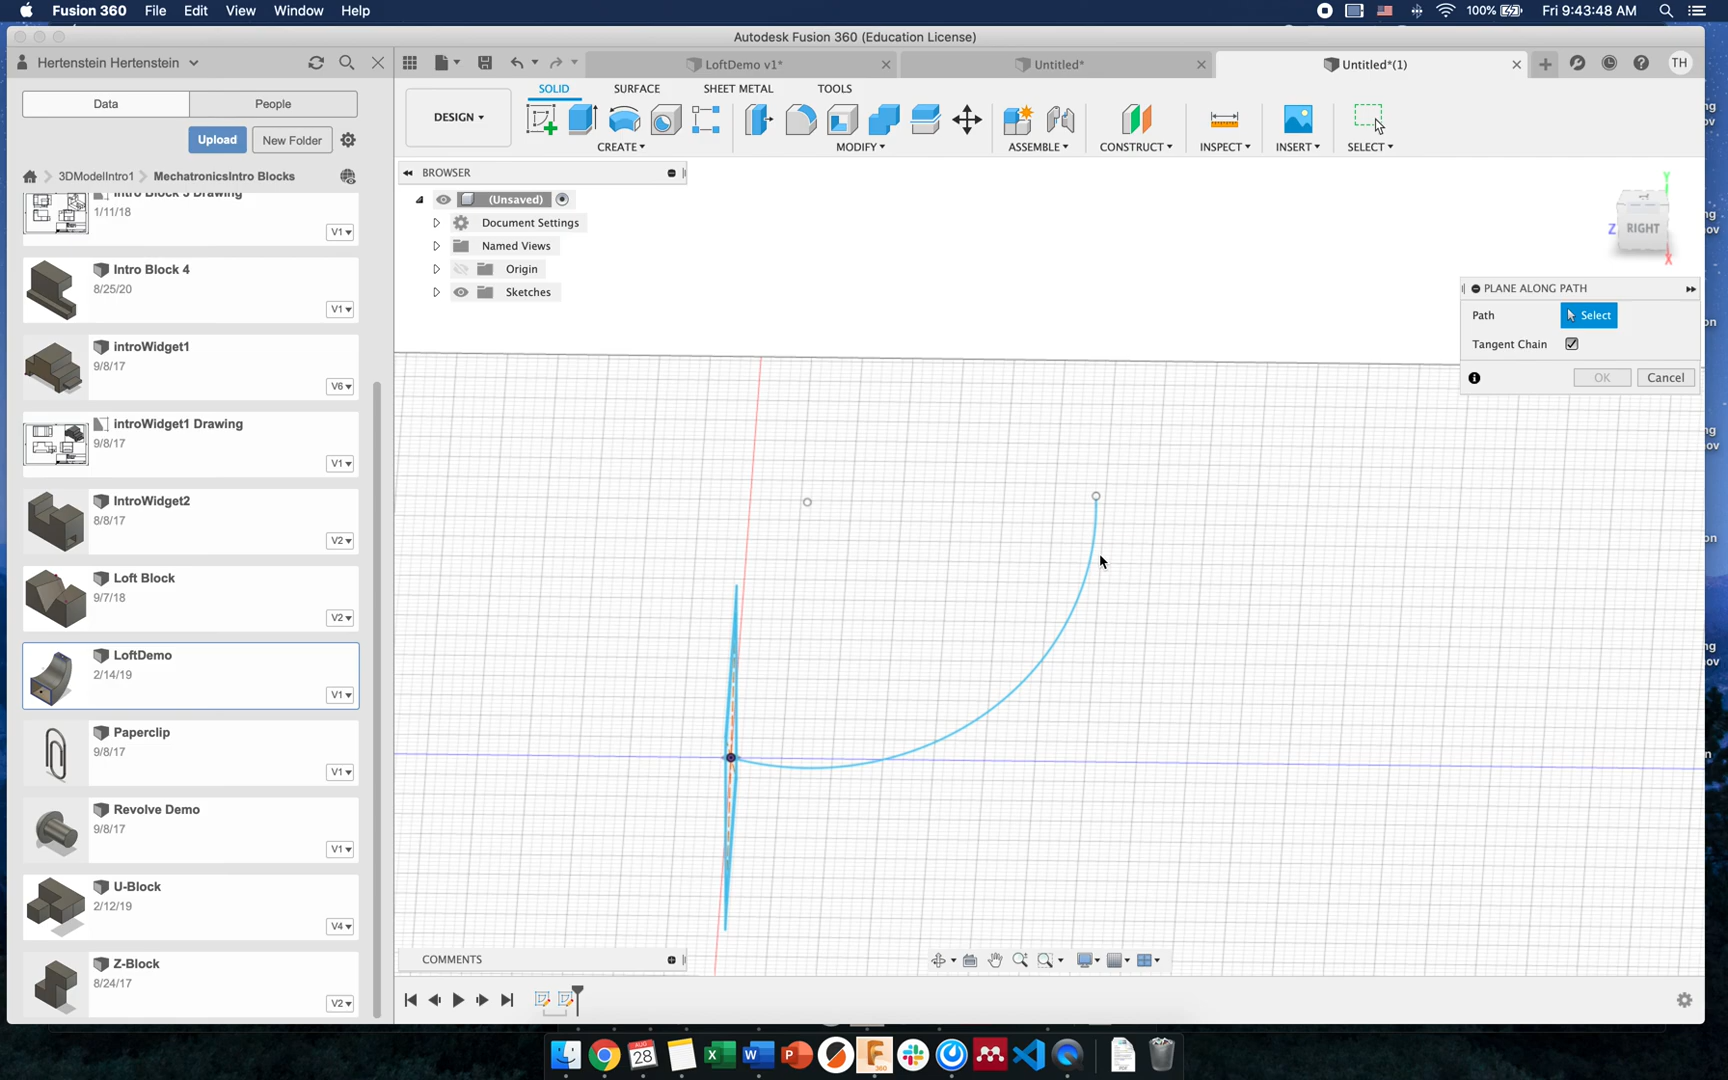 Fusion 360 File Edit View Window Help
100% Fri 9:43:48 AM
Autodesk Fusion 360 (Education License)
Hertenstein Hertenstein
LoftDemo v1*
Untitled*
Untitled*(1)
TH
Data
People
Upload
New Folder
3DModelIntro1
MechatronicsIntro Blocks
1/11/18
V1
Intro Block 4
8/25/20
V1
introWidget1
9/8/17
V6
introWidget1 Drawing
9/8/17
V1
IntroWidget2
8/8/17
V2
Loft Block
9/7/18
V2
LoftDemo
2/14/19
V1
Paperclip
9/8/17
V1
Revolve Demo
9/8/17
V1
U-Block
2/12/19
V4
Z-Block
8/24/17
V2
DESIGN
SOLID
SURFACE
SHEET METAL
TOOLS
CREATE
MODIFY
ASSEMBLE
CONSTRUCT
INSPECT
INSERT
SELECT
BROWSER
(Unsaved)
Document Settings
Named Views
Origin
Sketches
Y
Z
RIGHT
X
PLANE ALONG PATH
Path
Select
Tangent Chain
OK
Cancel
COMMENTS
AUG
28
360